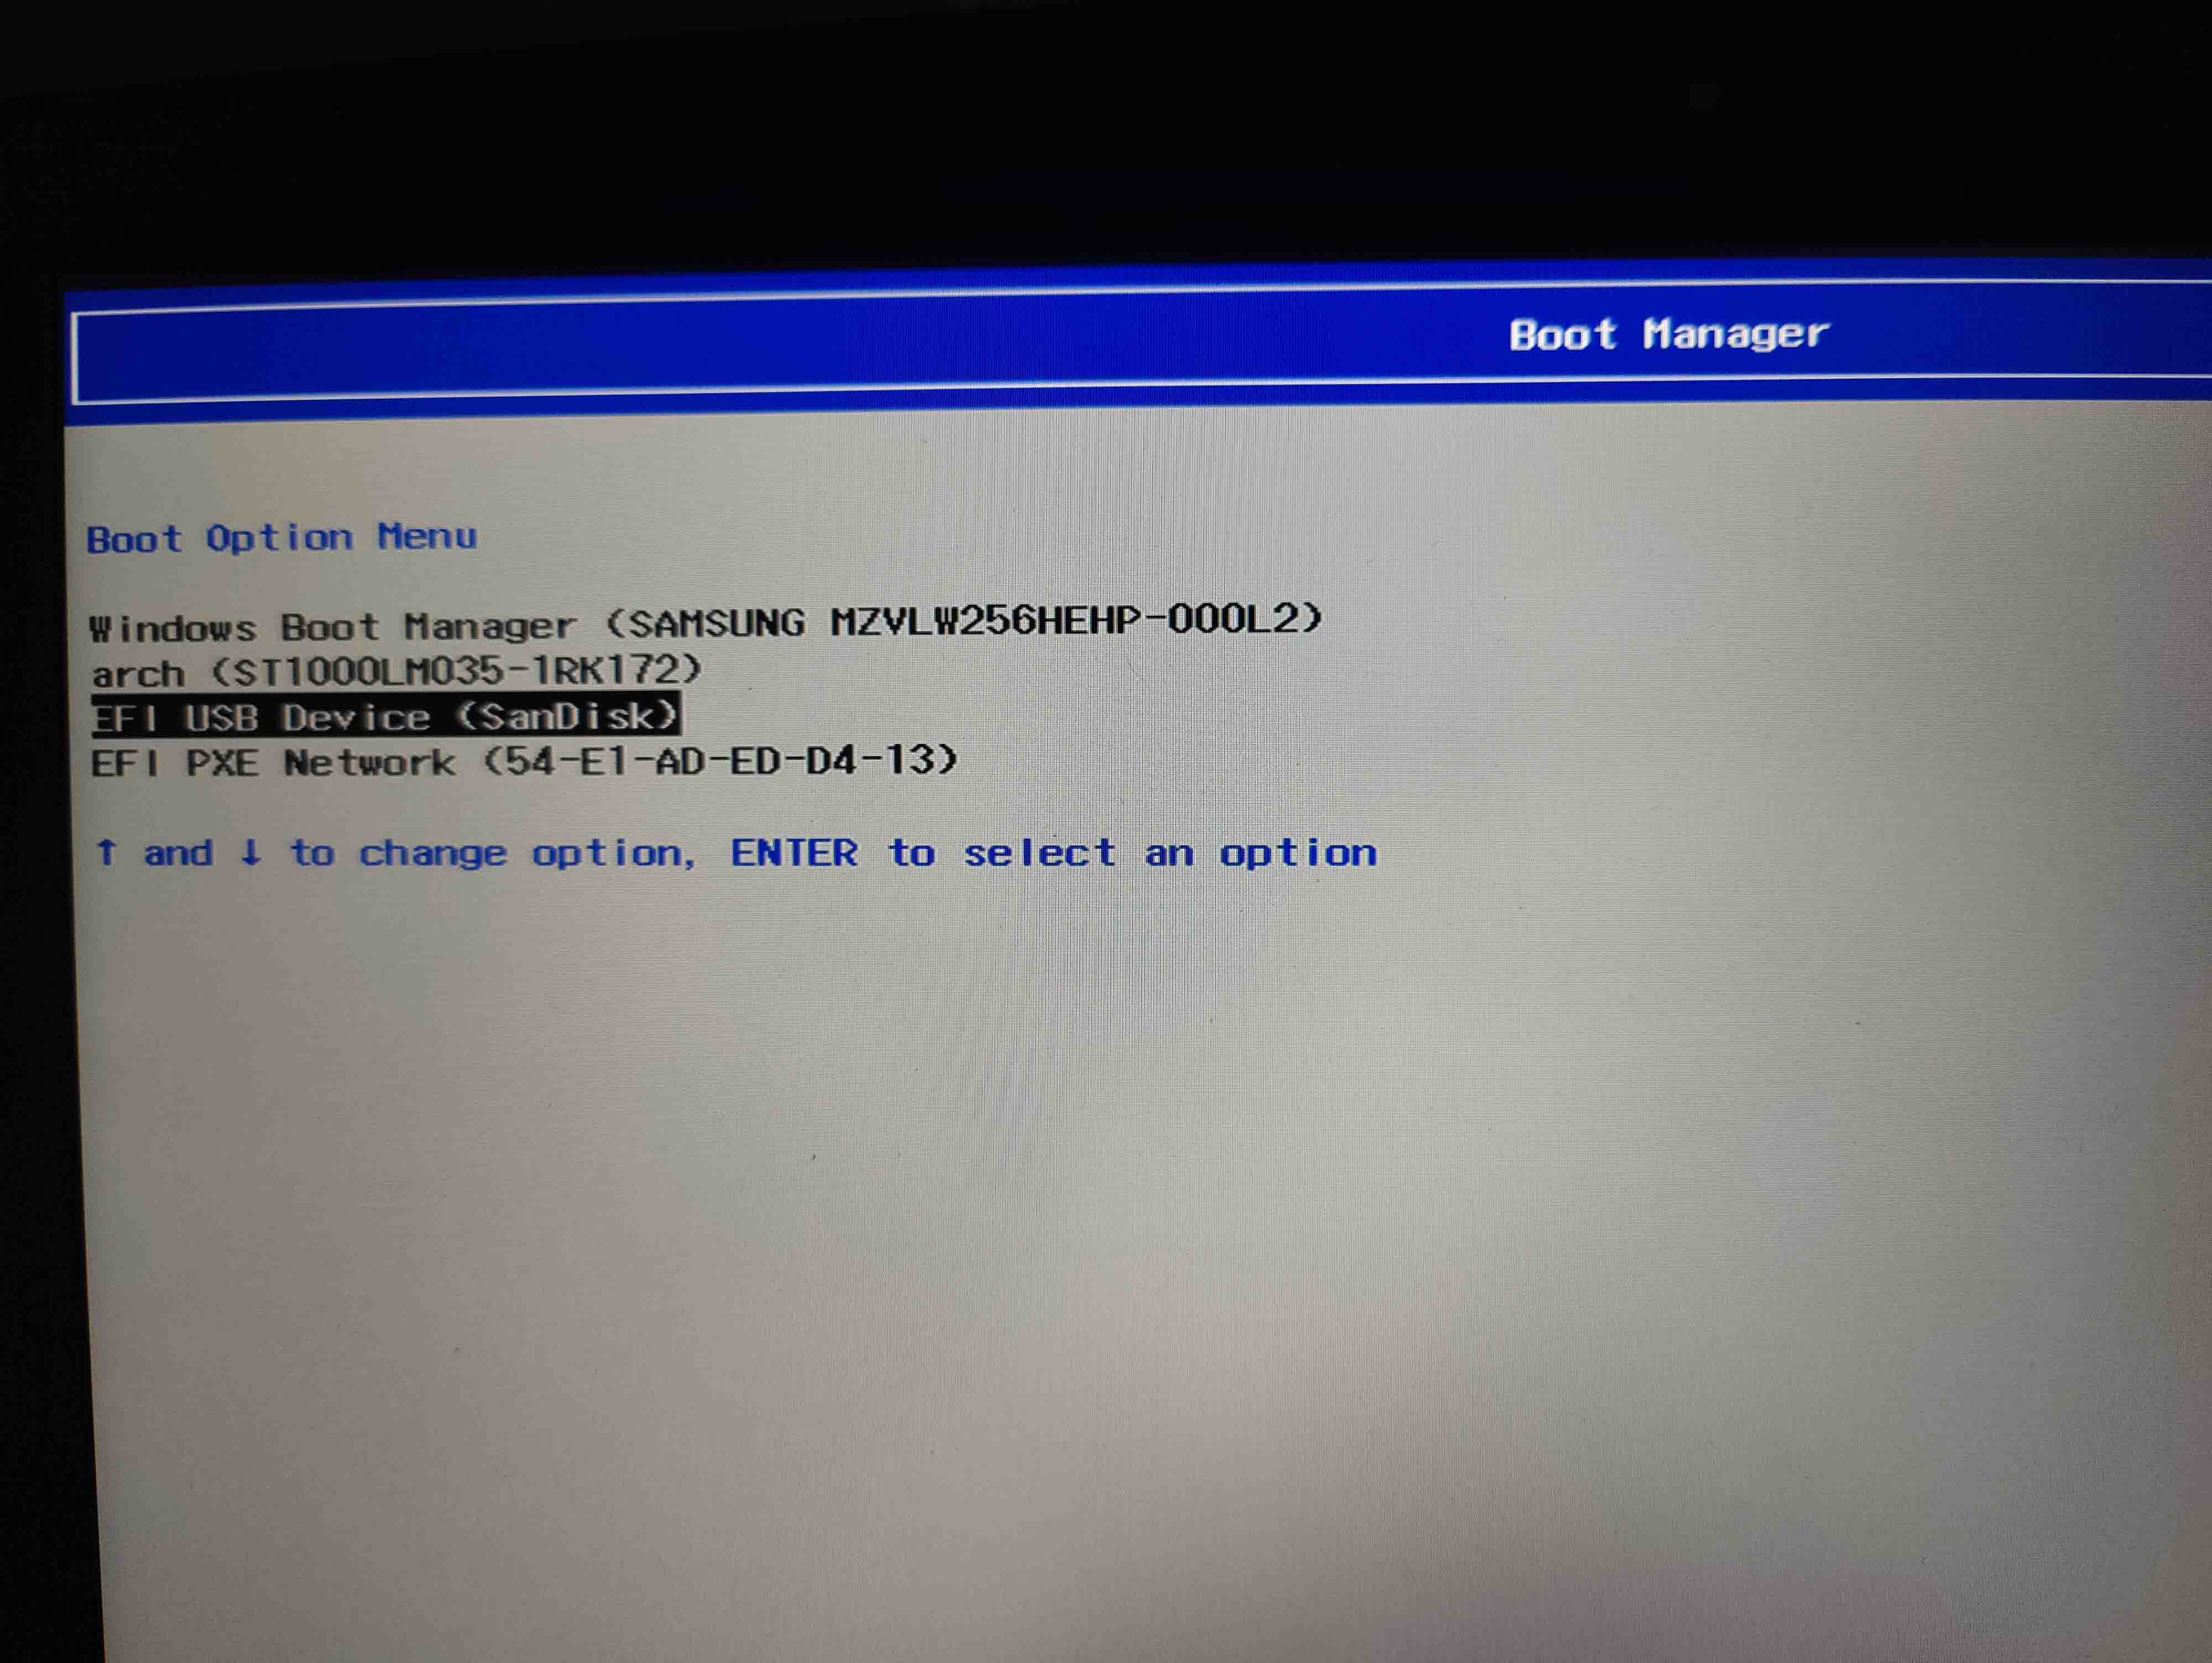 Boot Manager
Boot Option Menu
Windows Boot Manager (SAMSUNG MZVLW256HEHP-000L2)
arch (ST1000LM035-1RK172)
EFI USB Device (SanDisk)
EFI PXE Network (54-E1-AD-ED-D4-13)
↑ and ↓ to change option, ENTER to select an option